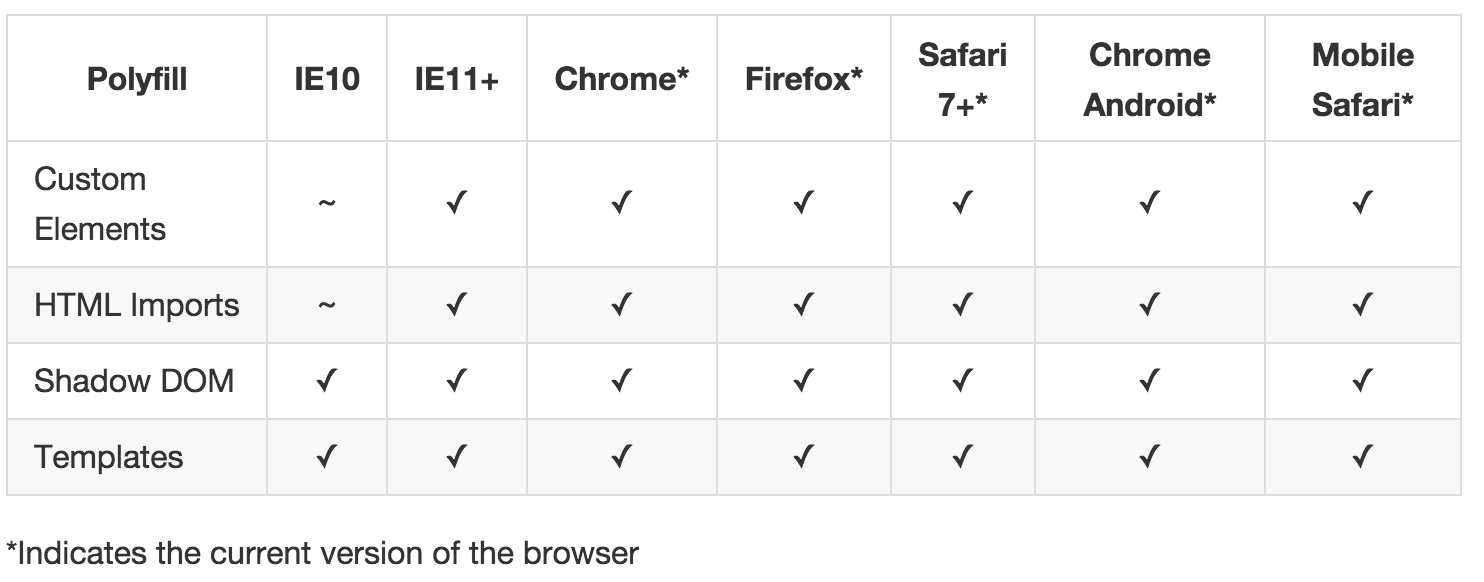 Polyfill IE10 IE11+ Chrome* Firefox* Safari 7+* Chrome Android* Mobile Safari*
Custom Elements ~ ✓ ✓ ✓ ✓ ✓ ✓
HTML Imports ~ ✓ ✓ ✓ ✓ ✓ ✓
Shadow DOM ✓ ✓ ✓ ✓ ✓ ✓ ✓
Templates ✓ ✓ ✓ ✓ ✓ ✓ ✓
*Indicates the current version of the browser